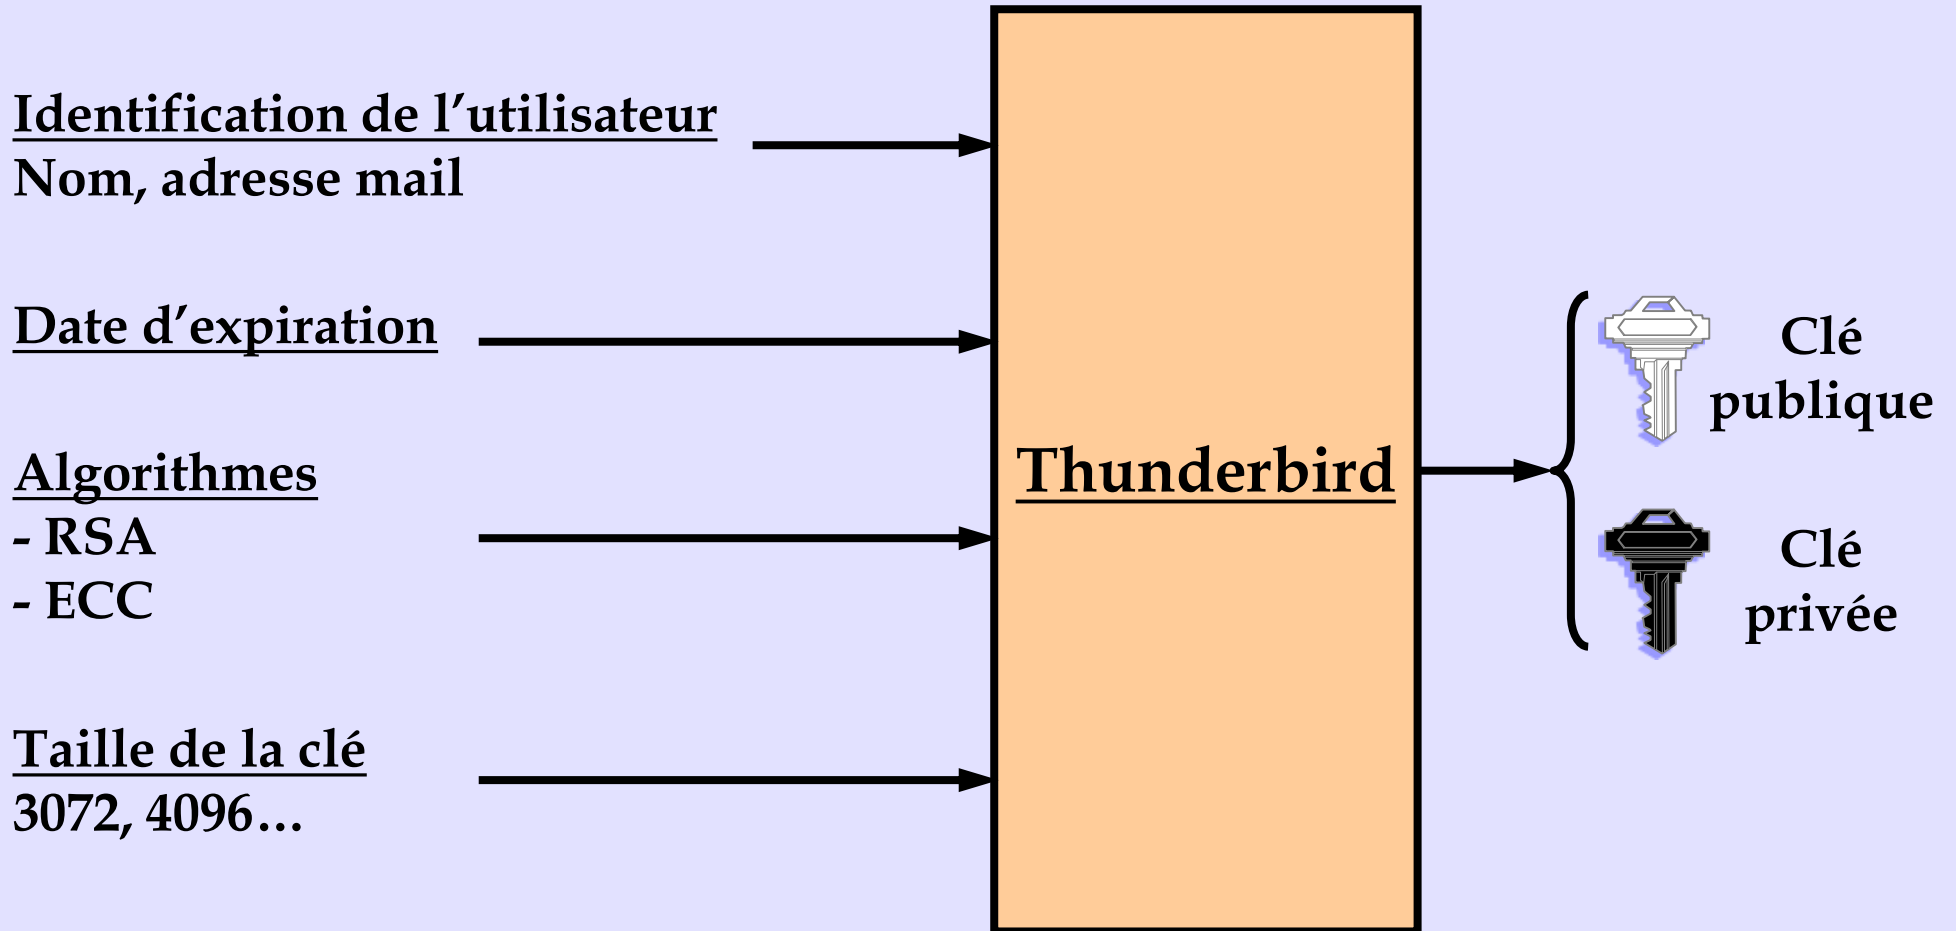 Identification de l’utilisateur
Nom, adresse mail
Date d’expiration
Algorithmes
- RSA
- ECC
Taille de la clé
3072, 4096…
Thunderbird
Clé
publique
Clé
privée